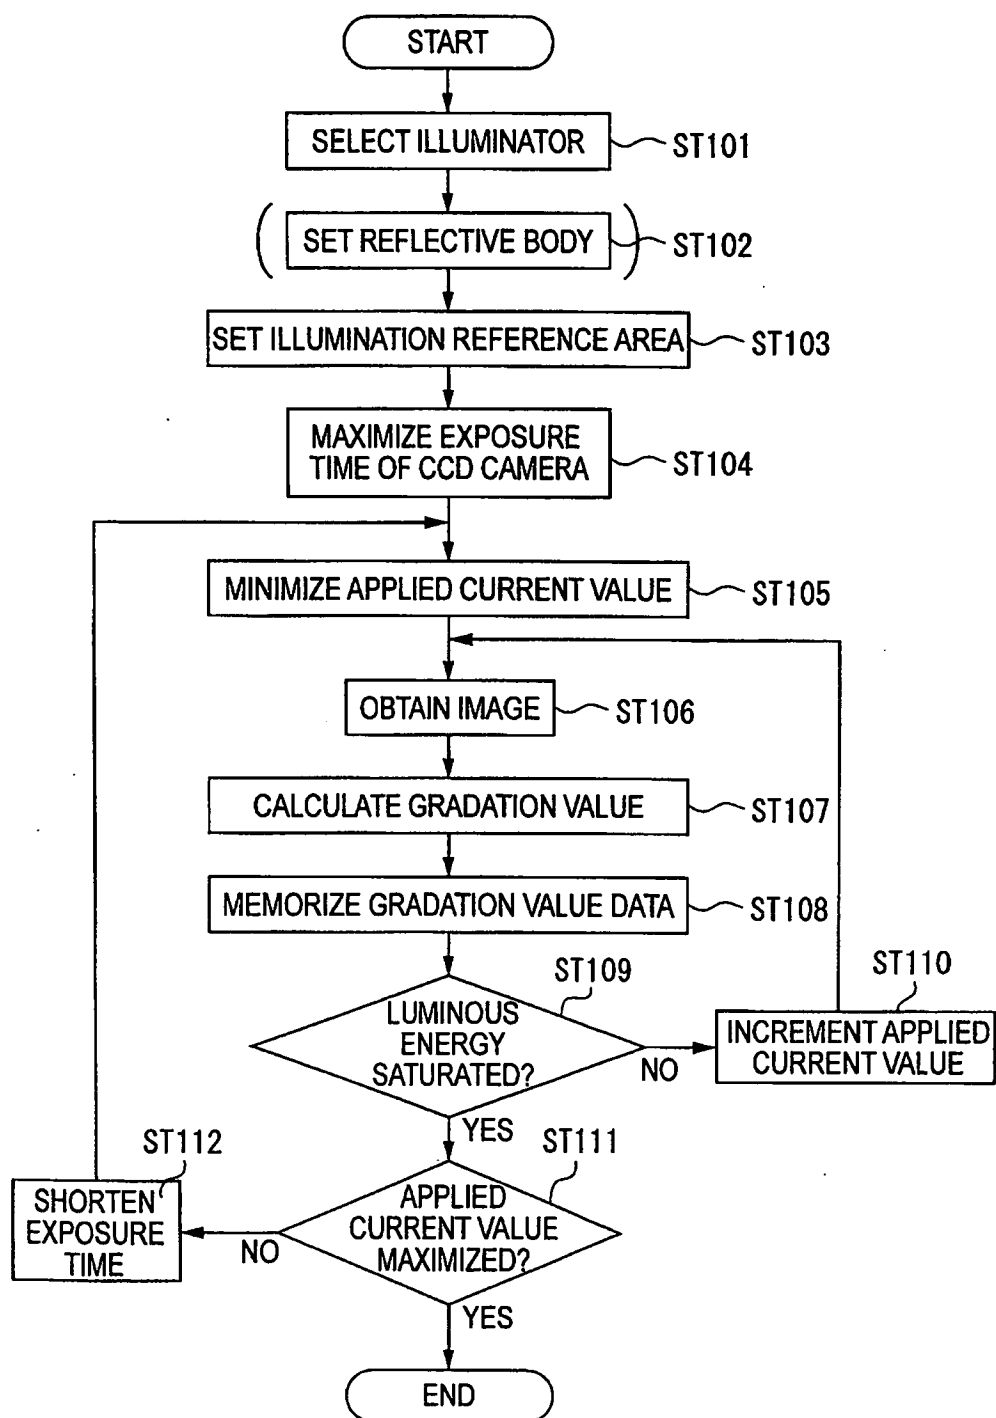 START
SELECT ILLUMINATOR
ST101
( SET REFLECTIVE BODY )
ST102
SET ILLUMINATION REFERENCE AREA
ST103
MAXIMIZE EXPOSURE
TIME OF CCD CAMERA
ST104
MINIMIZE APPLIED CURRENT VALUE
ST105
OBTAIN IMAGE
ST106
CALCULATE GRADATION VALUE
ST107
MEMORIZE GRADATION VALUE DATA
ST108
ST109
LUMINOUS
ENERGY
SATURATED?
NO
YES
ST110
INCREMENT APPLIED
CURRENT VALUE
ST111
APPLIED
CURRENT VALUE
MAXIMIZED?
NO
YES
ST112
SHORTEN
EXPOSURE
TIME
END